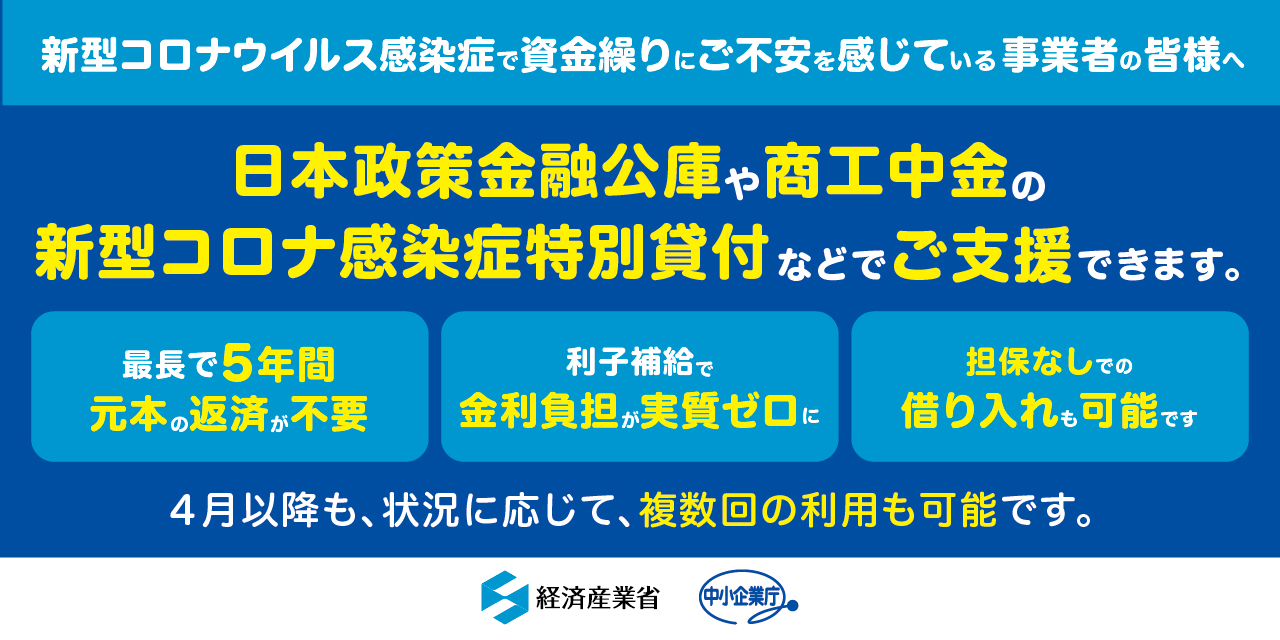 新型コロナウイルス感染症で資金繰りにご不安を感じている事業者の皆様へ
日本政策金融公庫や商工中金の
新型コロナ感染症特別貸付などでご支援できます。
最長で5年間
元本の返済が不要
利子補給で
金利負担が実質ゼロに
担保なしでの
借り入れも可能です
4月以降も、状況に応じて、複数回の利用も可能です。
経済産業省
中小企業庁